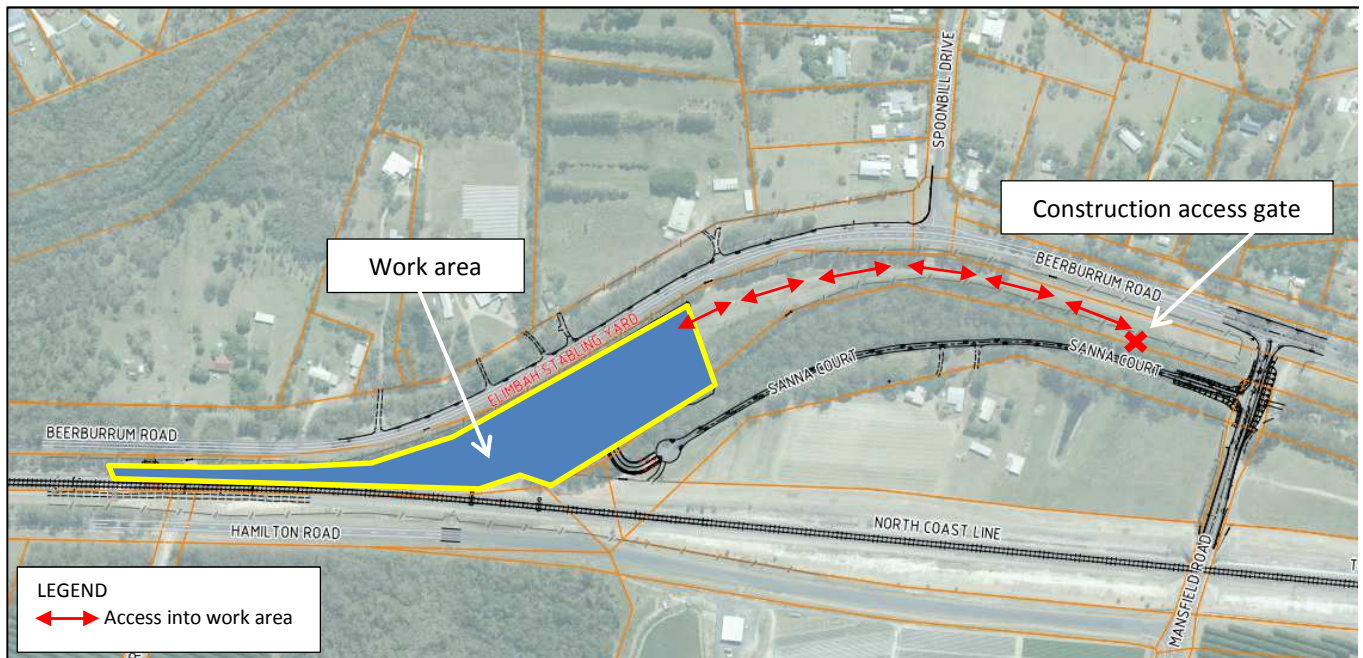 SPOONBILL DRIVE
Construction access gate
Work area
BEERBURRUM ROAD
ELIMBAH STABLING YARD
SANNA COURT
SANNA COURT
BEERBURRUM ROAD
NORTH COAST LINE
HAMILTON ROAD
MANSFIELD ROAD
T
LEGEND
Access into work area